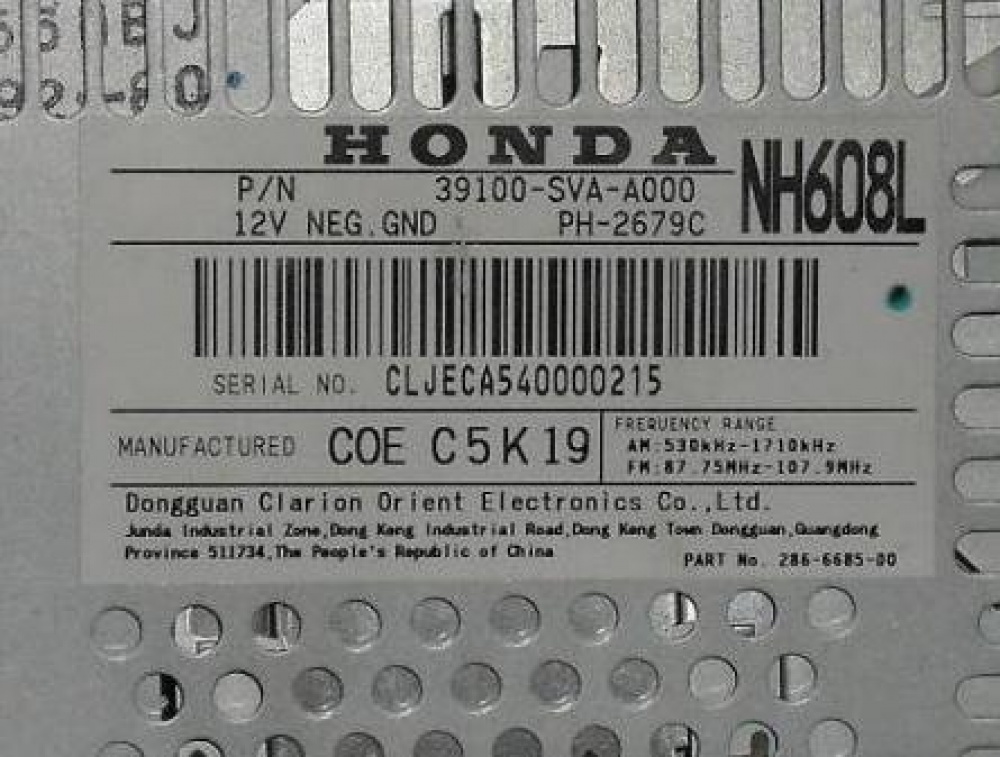 HONDA
P/N 39100-SVA-A000
12V NEG.GND PH-2679C
NH608L
SERIAL NO. CLJECA540000215
MANUFACTURED COE C5K19
FREQUENCY RANGE
AM:530kHz-1710kHz
FM:87.75MHz-107.9MHz
Dongguan Clarion Orient Electronics Co.,Ltd.
Junda Industrial Zone,Dong Keng Industrial Road,Dong Keng Town Dongguan,Guangdong
Province 511734,The People's Republic of China
PART No. 286-6685-00